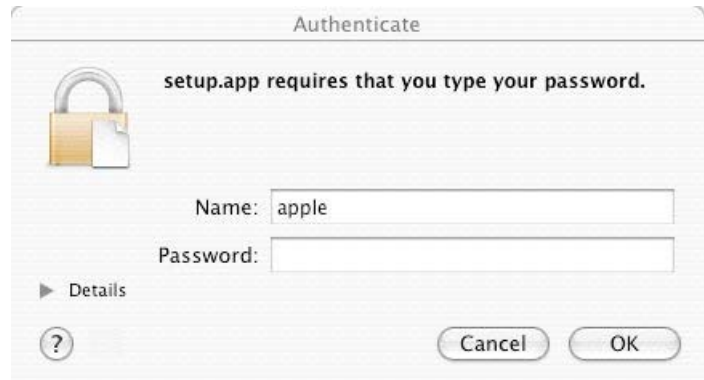 Authenticate
setup.app requires that you type your password.
Name: apple
Password:
Details
? Cancel OK